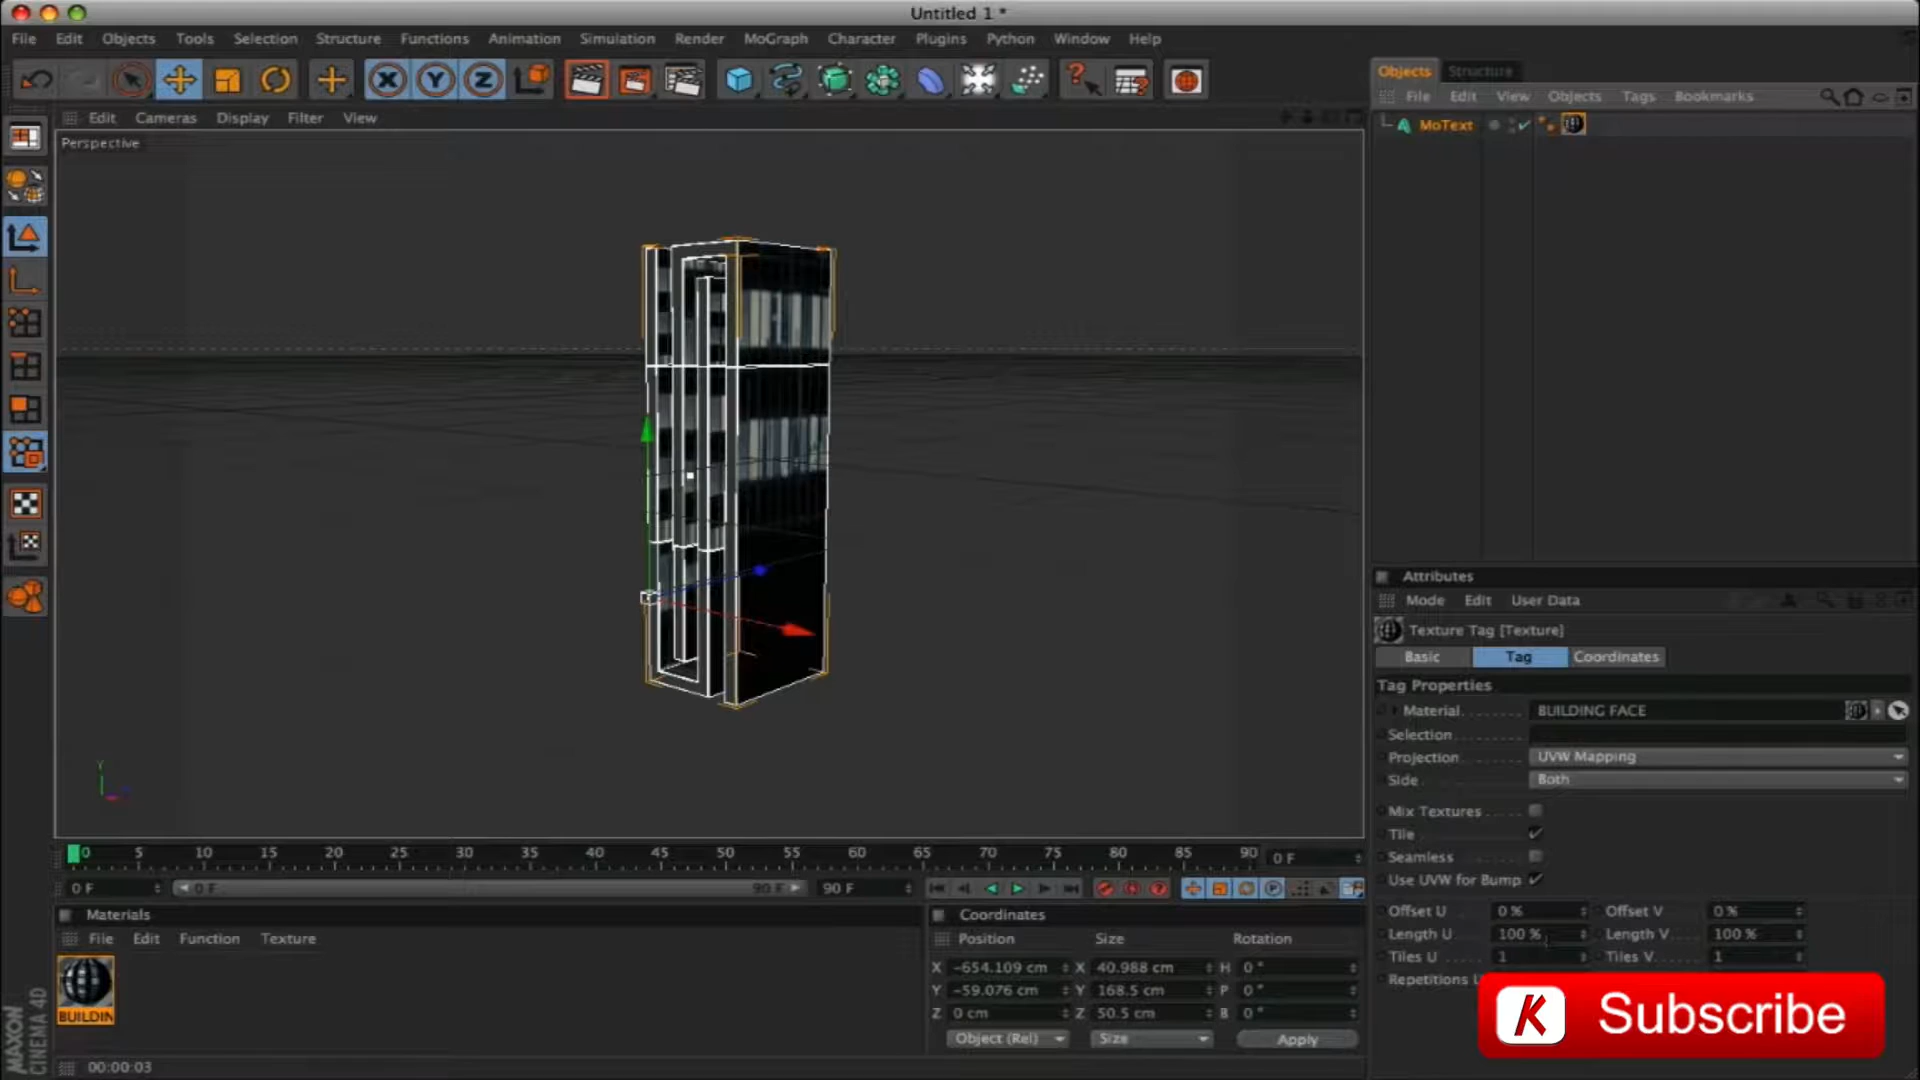 Untitled 1 *
File Edit Objects Tools Selection Structure Functions Animation Simulation Render MoGraph Character Plugins Python Window Help
X Y Z
Objects Structure
File Edit View Objects Tags Bookmarks
MoText
Edit Cameras Display Filter View
Perspective
Y
Attributes
Mode Edit User Data
Texture Tag [Texture]
Basic Tag Coordinates
Tag Properties
Material BUILDING FACE
Selection
Projection UVW Mapping
Side Both
Mix Textures
Tile
Seamless
Use UVW for Bump
Offset U 0 % Offset V 0 %
Length U 100 % Length V 100 %
Tiles U 1 Tiles V 1
Repetitions U
0 5 10 15 20 25 30 35 40 45 50 55 60 65 70 75 80 85 90 0 F
0 F 0 F 90 F 90 F
Materials
File Edit Function Texture
BUILDIN
Coordinates
Position Size Rotation
X -654.109 cm X 40.988 cm H 0 °
Y -59.076 cm Y 168.5 cm P 0 °
Z 0 cm Z 50.5 cm B 0 °
Object (Rel) Size Apply
K Subscribe
MAXON
CINEMA 4D
00:00:03